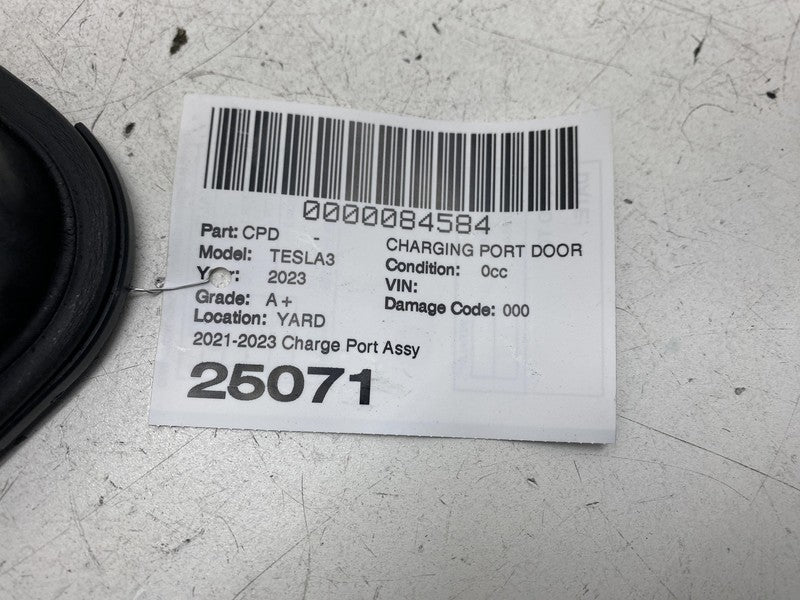 0000084584
Part: CPD -
CHARGING PORT DOOR
Model: TESLA3
Condition: 0cc
Year: 2023
VIN:
Grade: A+
Damage Code: 000
Location: YARD
2021-2023 Charge Port Assy
25071